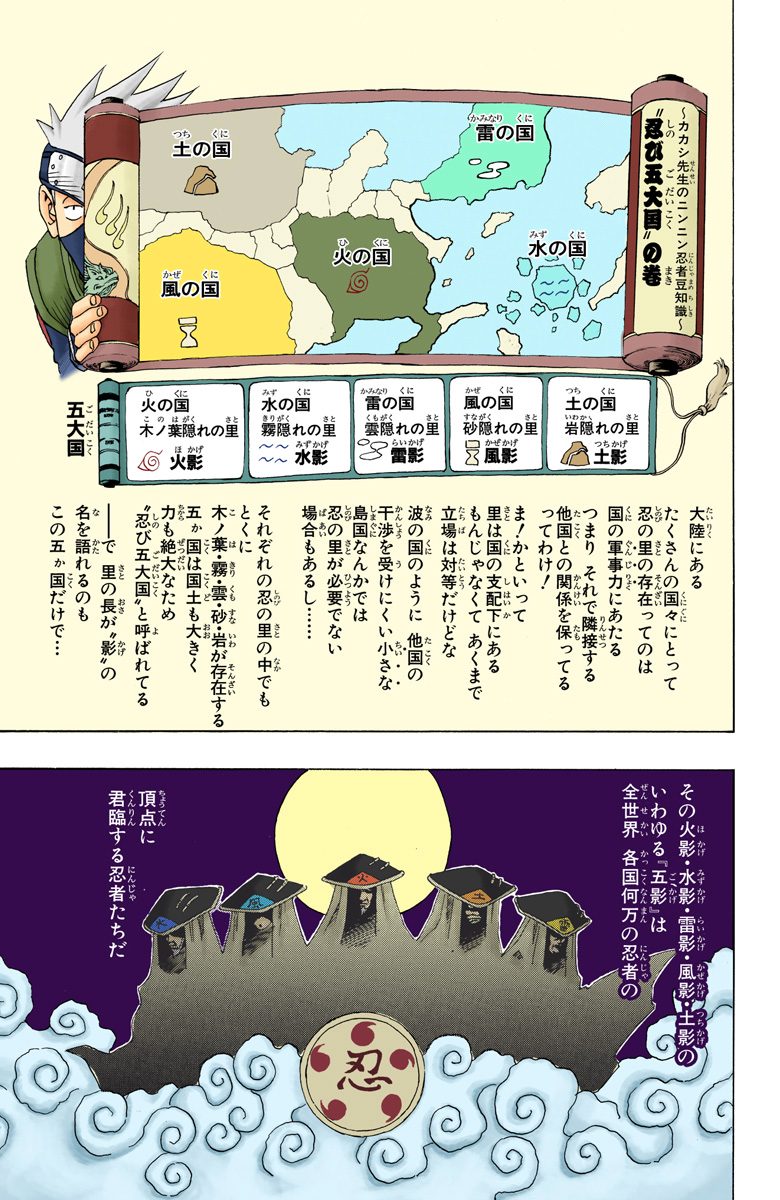 ～カカシ先生のニンニン忍者豆知識～
“忍び五大国”の巻
雷の国
土の国
水の国
火の国
風の国
五大国
土の国
岩隠れの里
土影
風の国
砂隠れの里
風影
雷の国
雲隠れの里
雷影
水の国
霧隠れの里
水影
火の国
木ノ葉隠れの里
火影
大陸にある
たくさんの国々にとって
忍の里の存在ってのは
国の軍事力にあたる
つまり それで隣接する
他国との関係を保ってる
ってわけ！
ま！かといって
里は国の支配下にある
もんじゃなくて あくまで
立場は対等だけどな
波の国のように 他国の
干渉を受けにくい小さな
島国なんかでは
忍の里が必要でない
場合もあるし……
それぞれの忍の里の中でも
とくに
木ノ葉・霧・雲・砂・岩が存在する
五ヵ国は国土も大きく
力も絶大なため
“忍び五大国”と呼ばれてる
――で 里の長が“影”の
名を語れるのも
この五ヵ国だけで…
その火影・水影・雷影・風影・土影の
いわゆる『五影』は
全世界 各国何万の忍者の
頂点に
君臨する忍者たちだ
水
風
火
土
雷
忍